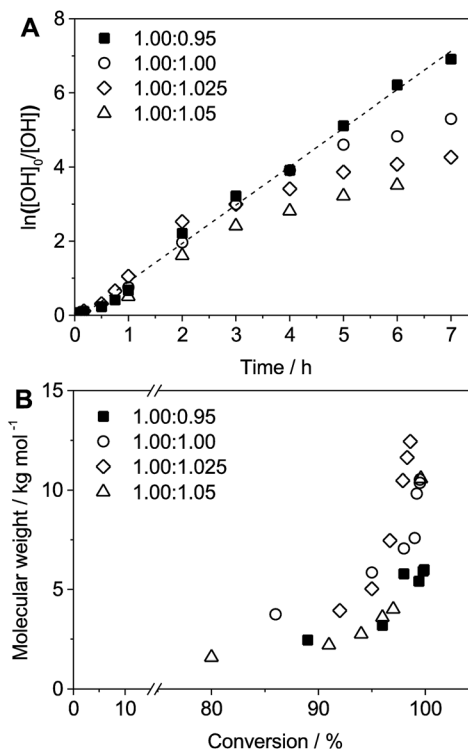 A
1.00:0.95
1.00:1.00
1.00:1.025
1.00:1.05
ln([OH]0/[OH])
8
6
4
2
0
0 1 2 3 4 5 6 7
Time / h
B
1.00:0.95
1.00:1.00
1.00:1.025
1.00:1.05
Molecular weight / kg mol-1
15
10
5
0
0 10 80 90 100
Conversion / %